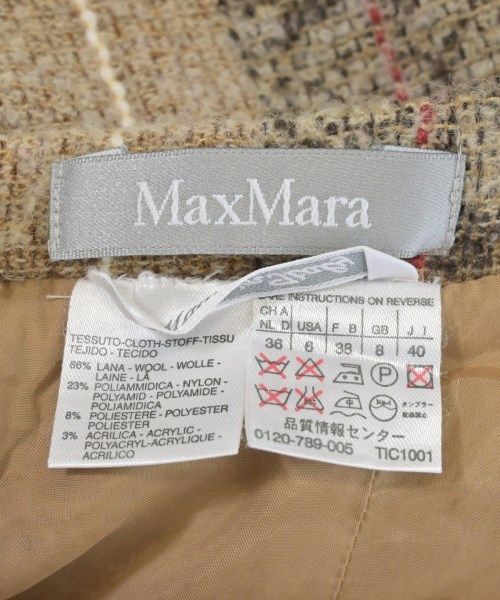 MaxMara
TESSUTO-CLOTH-STOFF-TISSU
TEJIDO - TECIDO
66% LANA - WOOL - WOLLE -
LAINE - LÃ
23% POLIAMMIDICA - NYLON -
POLYAMID - POLYAMIDE -
POLIAMIDICA
8% POLIESTERE - POLYESTER
POLIESTER
3% ACRILICA - ACRYLIC -
POLYACRYL-ACRYLIQUE -
ACRILICO
CARE INSTRUCTIONS ON REVERSE
CH A
NL D USA F B GB J I
36 6 38 8 40
P
タンブラー
品質情報センター
0120-789-005 TIC1001